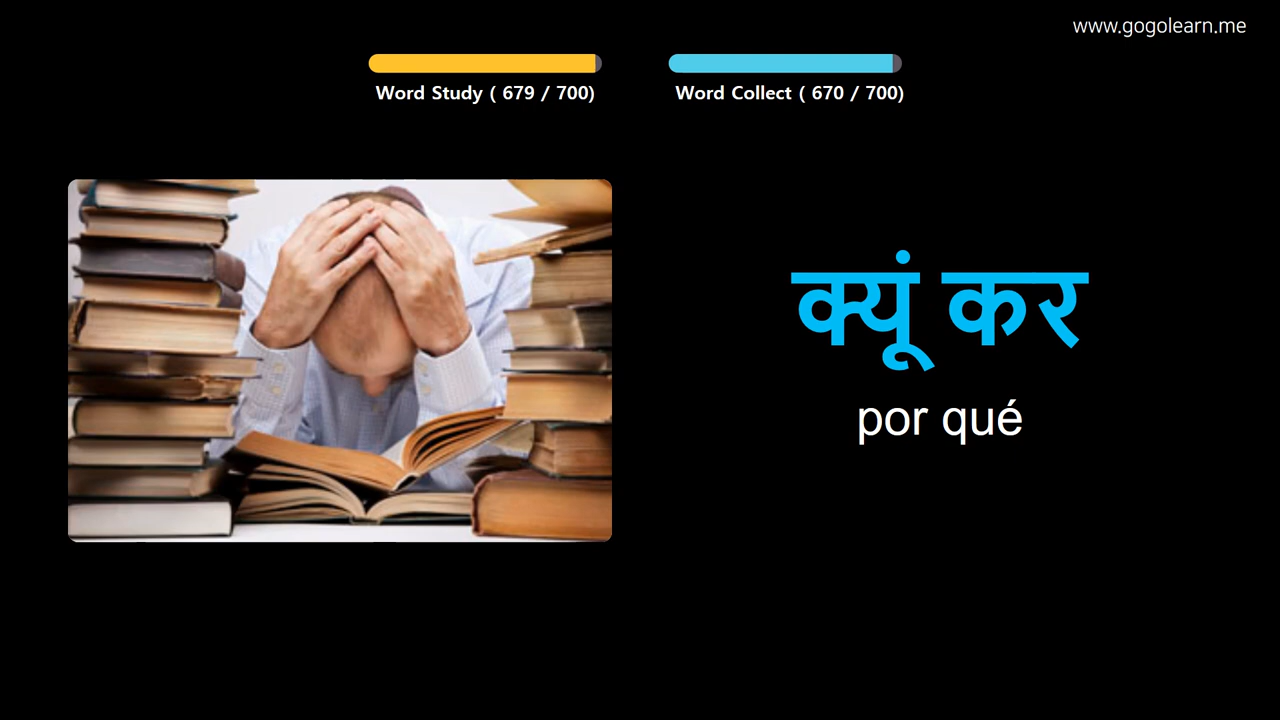 www.gogolearn.me
Word Study ( 679 / 700)
Word Collect ( 670 / 700)
क्यूं कर
por qué